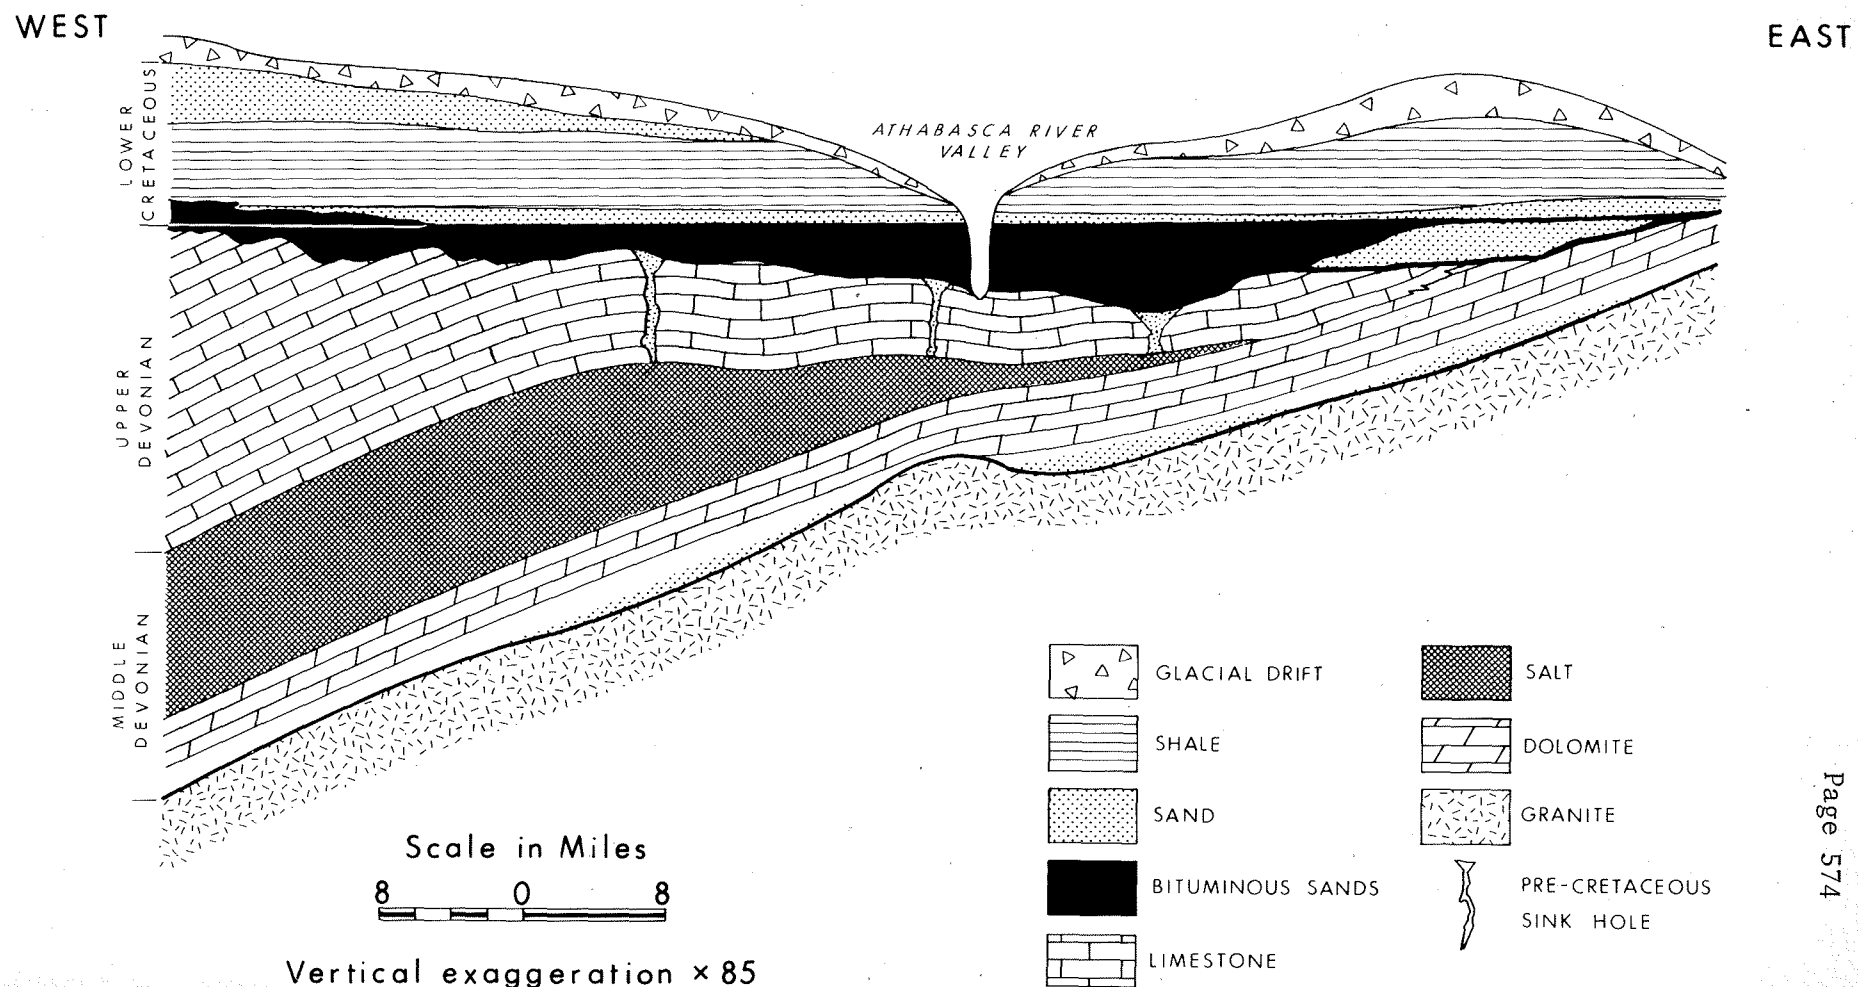 WEST
EAST
LOWER
CRETACEOUS
ATHABASCA RIVER
VALLEY
UPPER
DEVONIAN
MIDDLE
DEVONIAN
Scale in Miles
8 0 8
Vertical exaggeration × 85
GLACIAL DRIFT
SHALE
SAND
BITUMINOUS SANDS
LIMESTONE
SALT
DOLOMITE
GRANITE
PRE-CRETACEOUS
SINK HOLE
Page 574